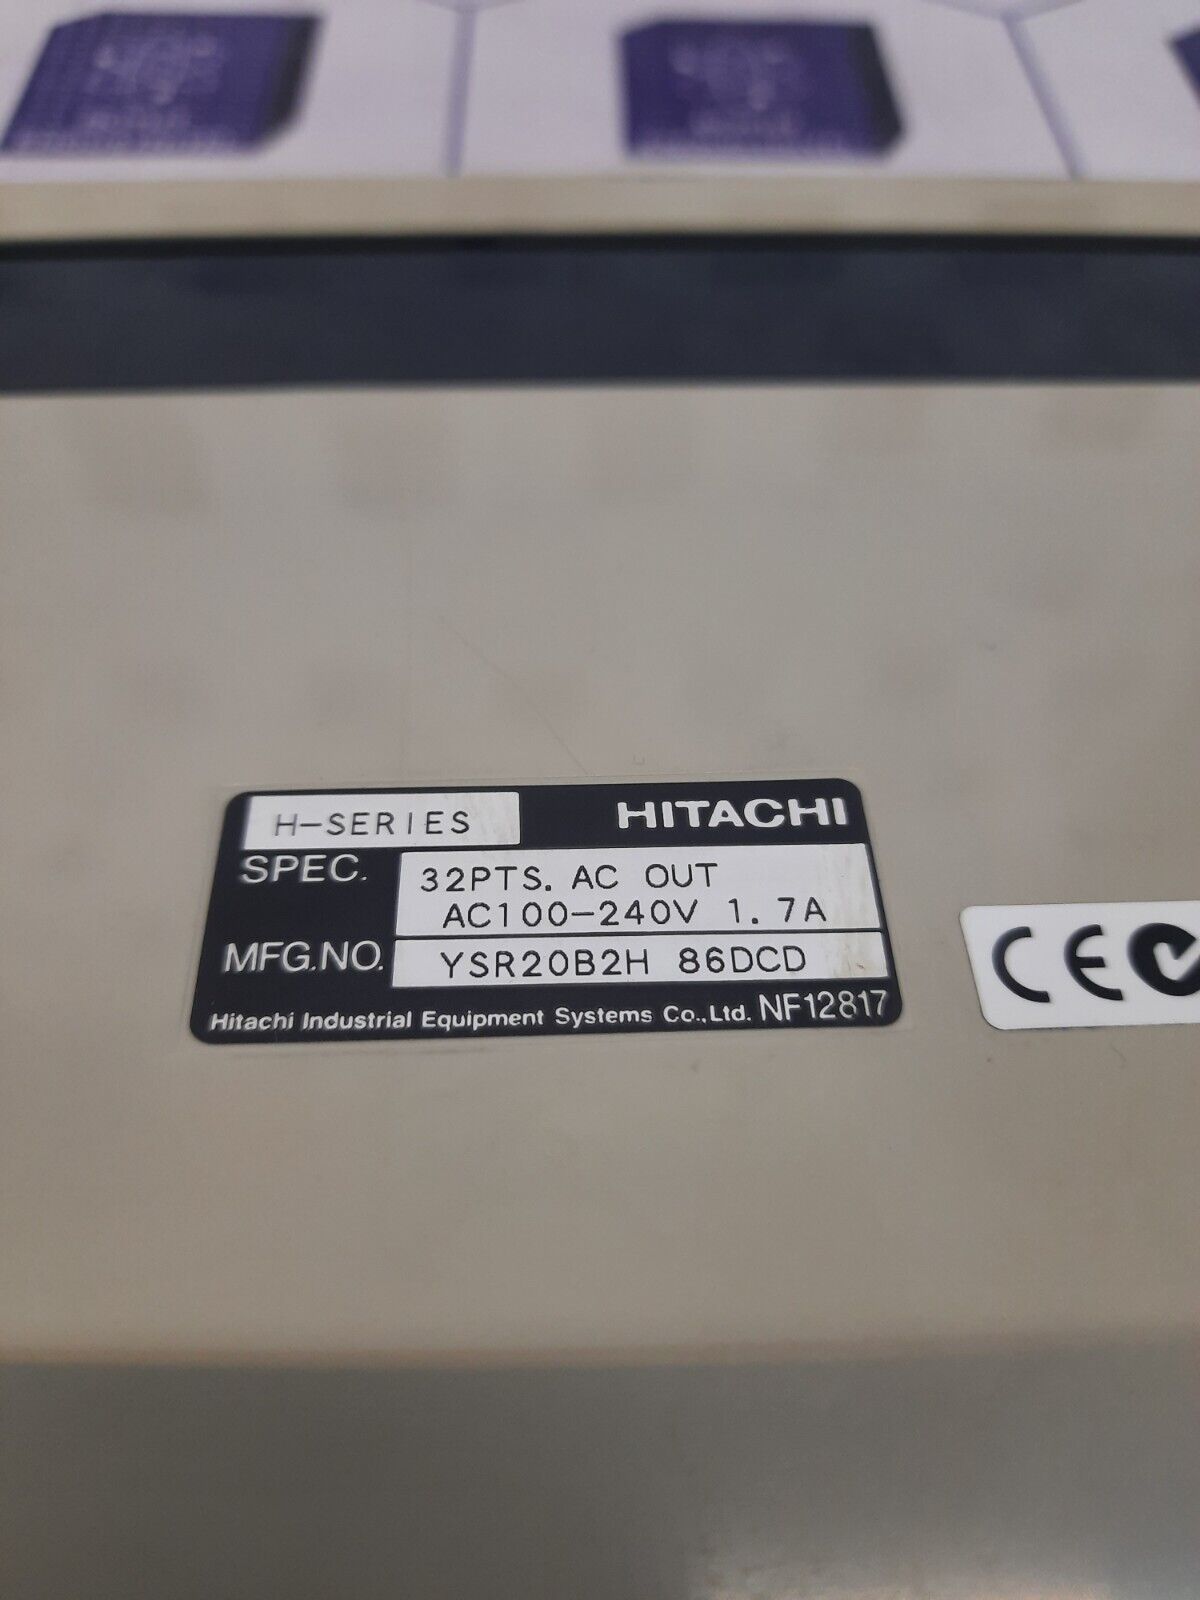 H-SERIES HITACHI
SPEC. 32PTS. AC OUT
AC100-240V 1. 7A
MFG.NO. YSR20B2H 86DCD
Hitachi Industrial Equipment Systems Co.,Ltd. NF12817
CE